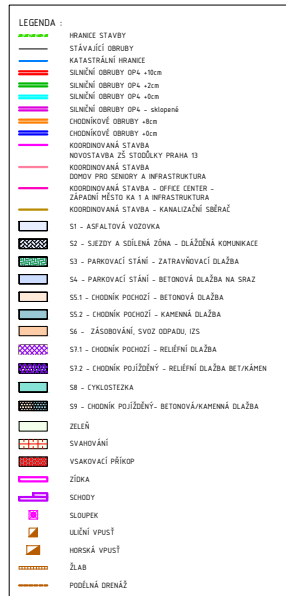 LEGENDA :
HRANICE STAVBY
STÁVAJÍCÍ OBRUBY
KATASTRÁLNÍ HRANICE
SILNIČNÍ OBRUBY OP4 +10cm
SILNIČNÍ OBRUBY OP4 +2cm
SILNIČNÍ OBRUBY OP4 +0cm
SILNIČNÍ OBRUBY OP4 - sklopené
CHODNÍKOVÉ OBRUBY +8cm
CHODNÍKOVÉ OBRUBY +0cm
KOORDINOVANÁ STAVBA
NOVOSTAVBA ZŠ STODŮLKY PRAHA 13
KOORDINOVANÁ STAVBA
DOMOV PRO SENIORY A INFRASTRUKTURA
KOORDINOVANÁ STAVBA - OFFICE CENTER -
ZÁPADNÍ MĚSTO KA 1 A INFRASTRUKTURA
KOORDINOVANÁ STAVBA - KANALIZAČNÍ SBĚRAČ
S1 - ASFALTOVÁ VOZOVKA
S2 - SJEZDY A SDÍLENÁ ZÓNA - DLÁŽDĚNÁ KOMUNIKACE
S3 - PARKOVACÍ STÁNÍ - ZATRAVŇOVACÍ DLAŽBA
S4 - PARKOVACÍ STÁNÍ - BETONOVÁ DLAŽBA NA SRAZ
S5.1 - CHODNÍK POCHOZÍ - BETONOVÁ DLAŽBA
S5.2 - CHODNÍK POCHOZÍ - KAMENNÁ DLAŽBA
S6 - ZÁSOBOVÁNÍ, SVOZ ODPADU, IZS
S7.1 - CHODNÍK POCHOZÍ - RELIÉFNÍ DLAŽBA
S7.2 - CHODNÍK POJÍŽDĚNÝ - RELIÉFNÍ DLAŽBA BET/KÁMEN
S8 - CYKLOSTEZKA
S9 - CHODNÍK POJÍŽDĚNÝ- BETONOVÁ/KAMENNÁ DLAŽBA
ZELEŇ
SVAHOVÁNÍ
VSAKOVACÍ PŘÍKOP
ZÍDKA
SCHODY
SLOUPEK
ULIČNÍ VPUSŤ
HORSKÁ VPUSŤ
ŽLAB
PODÉLNÁ DRENÁŽ